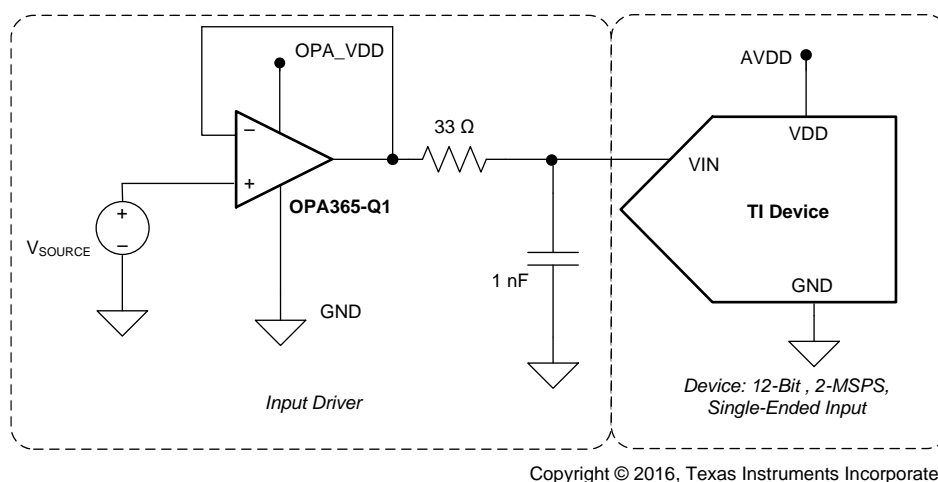 OPA_VDD
AVDD
33 Ω
VDD
VIN
−
+
OPA365-Q1
TI Device
+
−
VSOURCE
1 nF
GND
GND
Input Driver
Device: 12-Bit , 2-MSPS,
Single-Ended Input
Copyright © 2016, Texas Instruments Incorporate